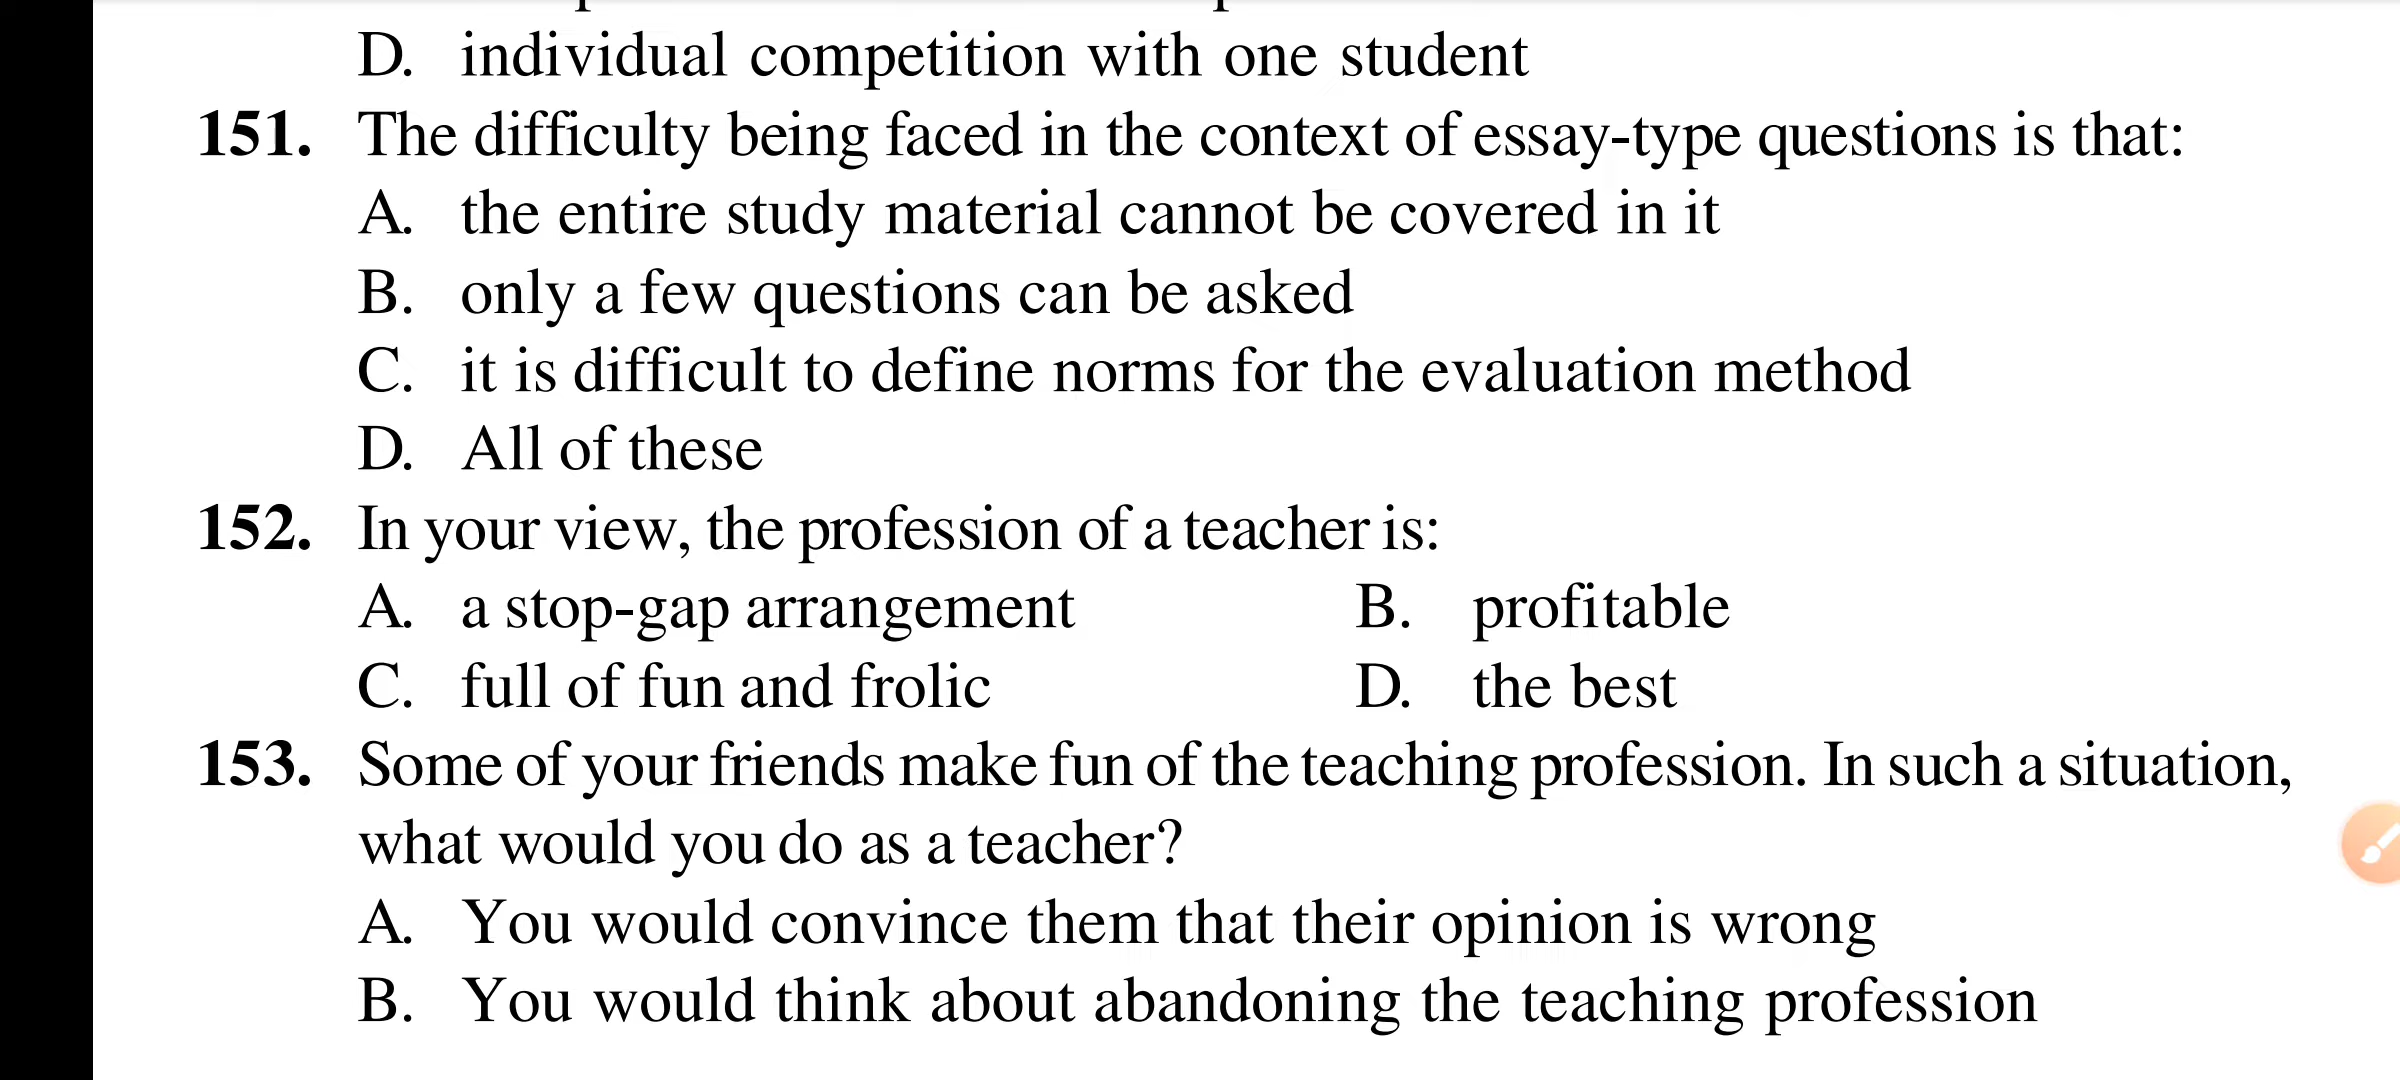 D. individual competition with one student
151. The difficulty being faced in the context of essay-type questions is that:
A. the entire study material cannot be covered in it
B. only a few questions can be asked
C. it is difficult to define norms for the evaluation method
D. All of these
152. In your view, the profession of a teacher is:
A. a stop-gap arrangement B. profitable
C. full of fun and frolic D. the best
153. Some of your friends make fun of the teaching profession. In such a situation,
what would you do as a teacher?
A. You would convince them that their opinion is wrong
B. You would think about abandoning the teaching profession